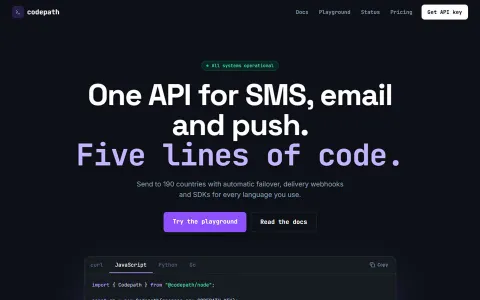 codepath
Docs Playground Status Pricing Get API key
All systems operational
One API for SMS, email
and push.
Five lines of code.
Send to 190 countries with automatic failover, delivery webhooks
and SDKs for every language you use.
Try the playground Read the docs
curl JavaScript Python Go Copy
import { Codepath } from "@codepath/node";